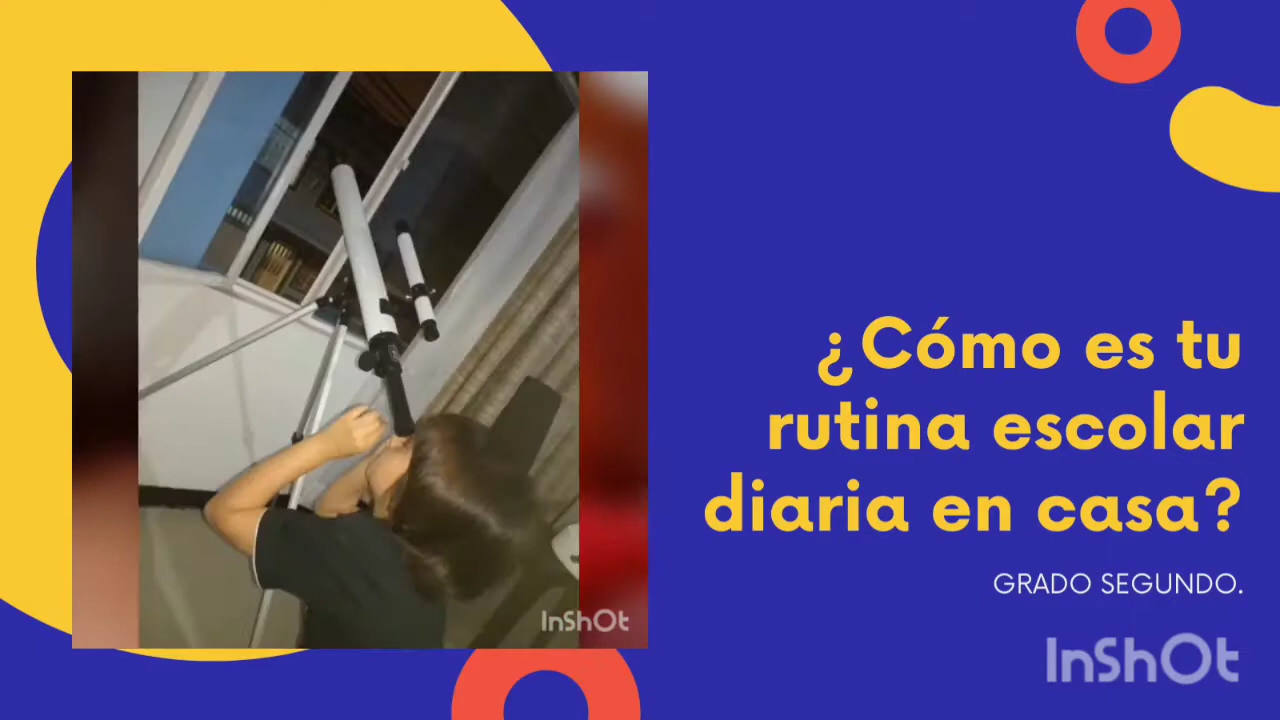 ¿Cómo es tu
rutina escolar
diaria en casa?
GRADO SEGUNDO.
InShOt
InShOt